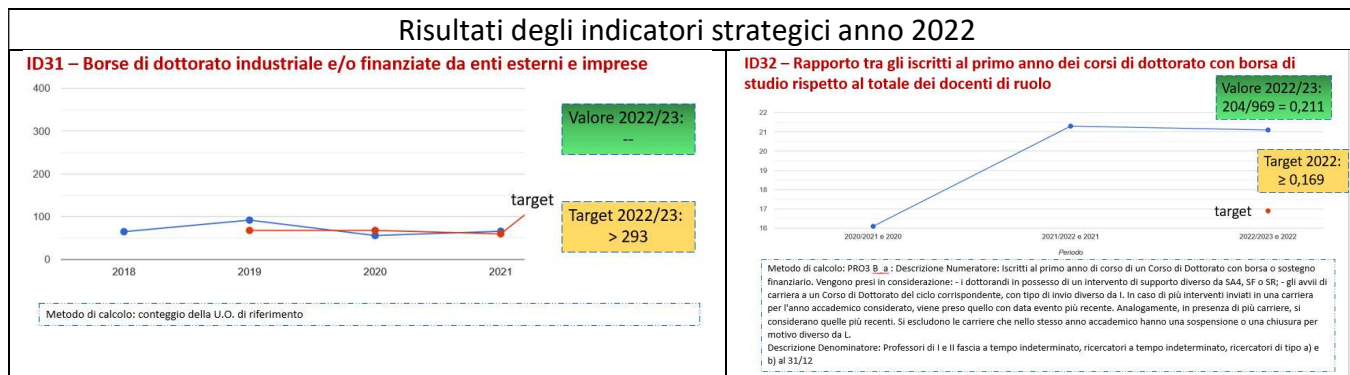 Risultati degli indicatori strategici anno 2022
ID31 – Borse di dottorato industriale e/o finanziate da enti esterni e imprese
400
300
200
100
0
2018
2019
2020
2021
target
Valore 2022/23:
--
Target 2022/23:
> 293
Metodo di calcolo: conteggio della U.O. di riferimento
ID32 – Rapporto tra gli iscritti al primo anno dei corsi di dottorato con borsa di
studio rispetto al totale dei docenti di ruolo
Valore 2022/23:
204/969 = 0,211
22
21
20
19
18
17
16
Target 2022:
≥ 0,169
target
2020/2021 e 2020
2021/2022 e 2021
2022/2023 e 2022
Periodo
Metodo di calcolo: PRO3 B_a : Descrizione Numeratore: Iscritti al primo anno di corso di un Corso di Dottorato con borsa o sostegno
finanziario. Vengono presi in considerazione: - i dottorandi in possesso di un intervento di supporto diverso da SA4, SF o SR; - gli avvii di
carriera a un Corso di Dottorato del ciclo corrispondente, con tipo di invio diverso da I. In caso di più interventi inviati in una carriera
per l'anno accademico considerato, viene preso quello con data evento più recente. Analogamente, in presenza di più carriere, si
considerano quelle più recenti. Si escludono le carriere che nello stesso anno accademico hanno una sospensione o una chiusura per
motivo diverso da L.
Descrizione Denominatore: Professori di I e II fascia a tempo indeterminato, ricercatori a tempo indeterminato, ricercatori di tipo a) e
b) al 31/12